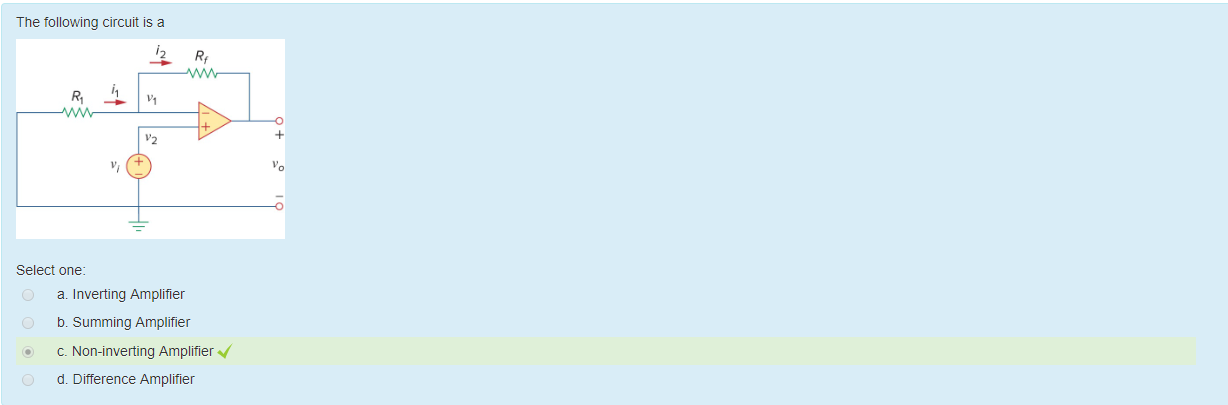 The following circuit is a
i2 Rf
R1 i1 v1
−
+
v2 +
vi + vo
−
−
Select one:
a. Inverting Amplifier
b. Summing Amplifier
c. Non-inverting Amplifier
d. Difference Amplifier